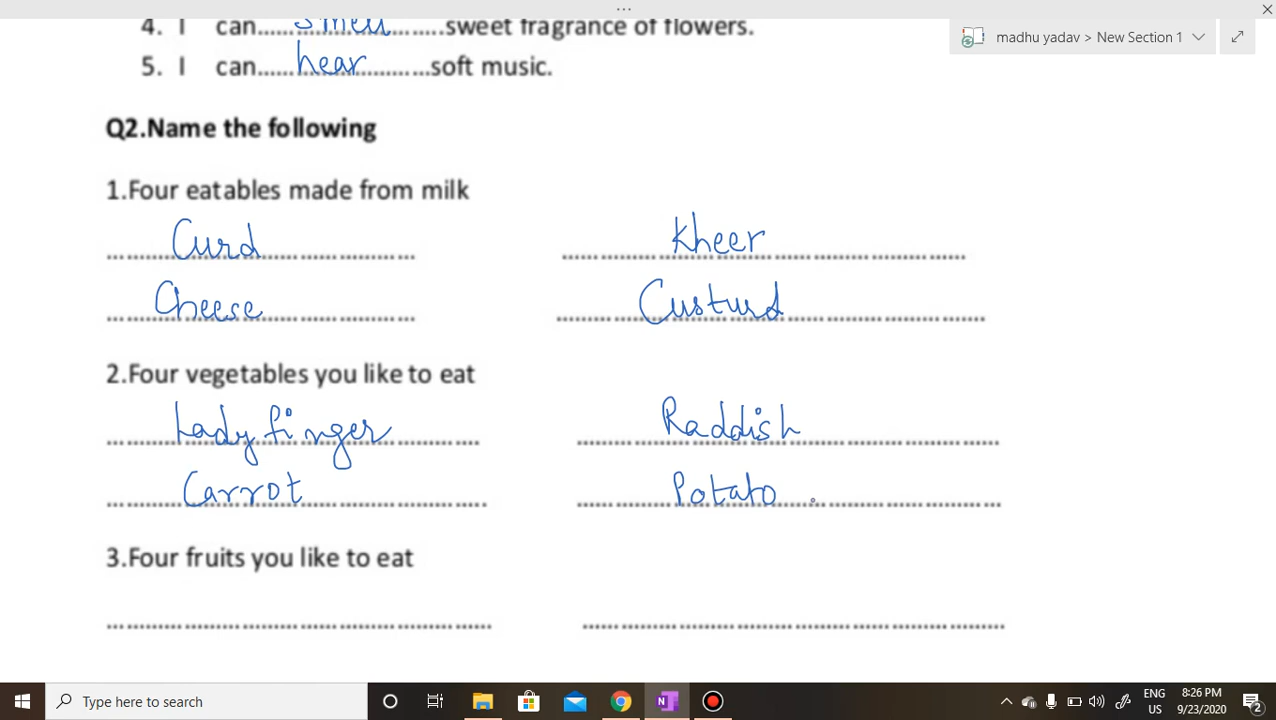 ...
madhu yadav > New Section 1
4. I can......smell.........sweet fragrance of flowers.
5. I can......hear............soft music.
Q2.Name the following
1.Four eatables made from milk
Curd Kheer
Cheese Custurd
2.Four vegetables you like to eat
Lady finger Raddish
Carrot Potato
3.Four fruits you like to eat
Type here to search
ENG 8:26 PM
US 9/23/2020 2